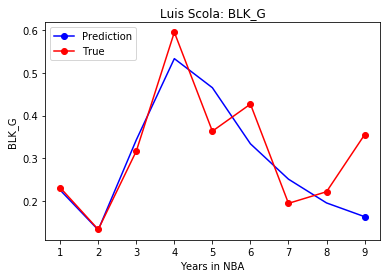 Luis Scola: BLK_G
Prediction
True
0.6
0.5
0.4
0.3
0.2
BLK_G
1 2 3 4 5 6 7 8 9
Years in NBA